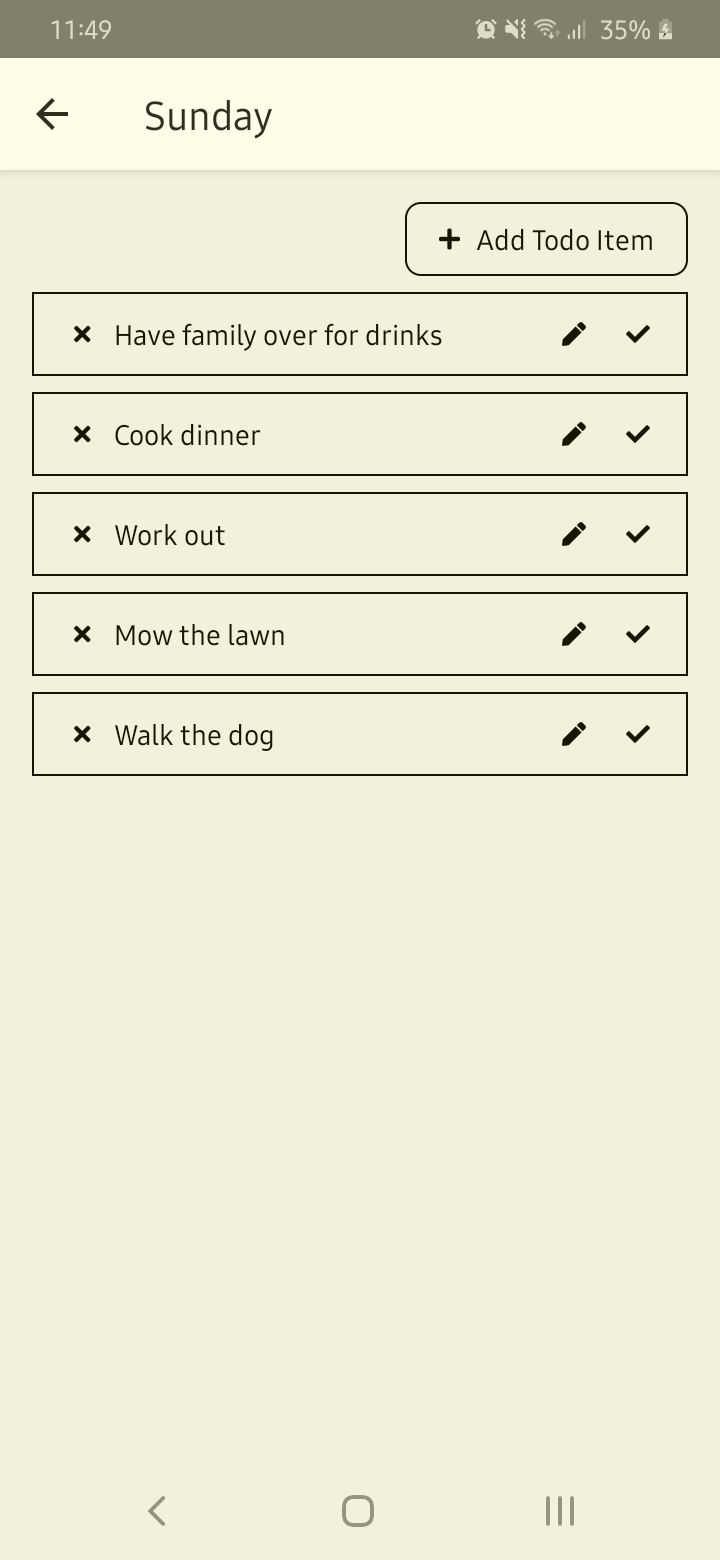 11:49 35%
Sunday
Add Todo Item
Have family over for drinks
Cook dinner
Work out
Mow the lawn
Walk the dog